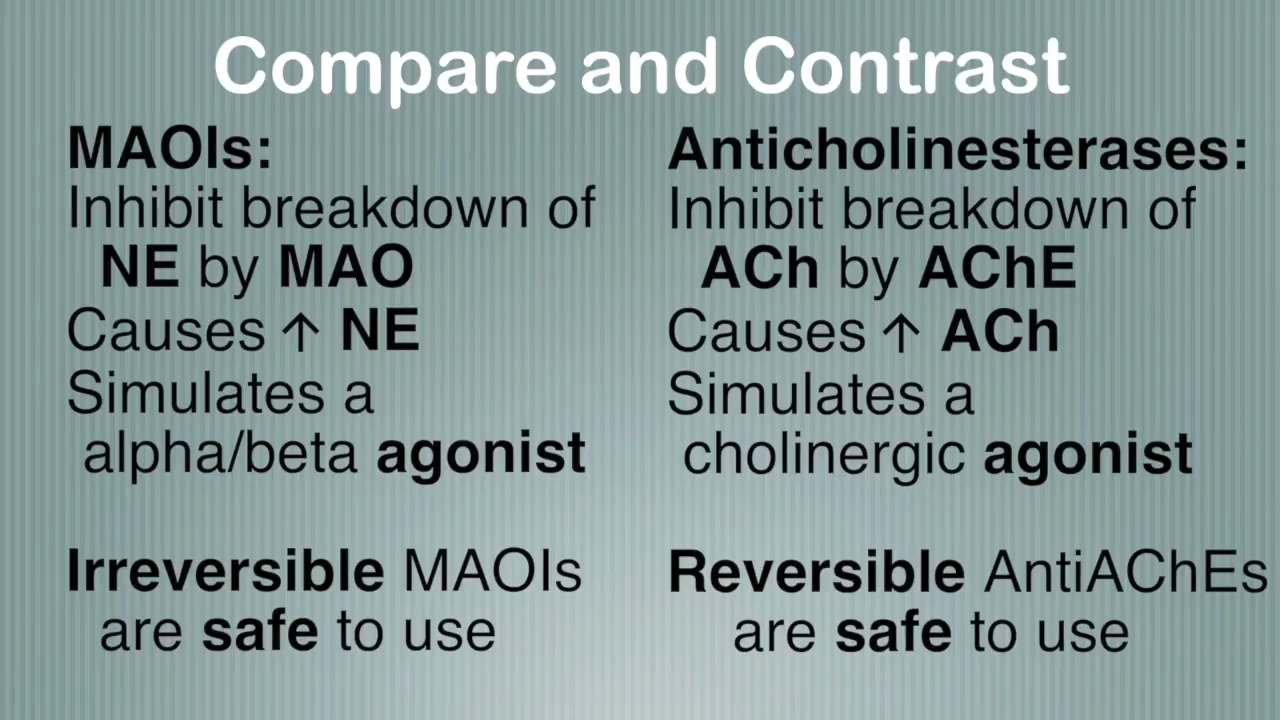 Compare and Contrast
MAOIs:
Inhibit breakdown of
NE by MAO
Causes ↑ NE
Simulates a
alpha/beta agonist
Irreversible MAOIs
are safe to use
Anticholinesterases:
Inhibit breakdown of
ACh by AChE
Causes ↑ ACh
Simulates a
cholinergic agonist
Reversible AntiAChEs
are safe to use